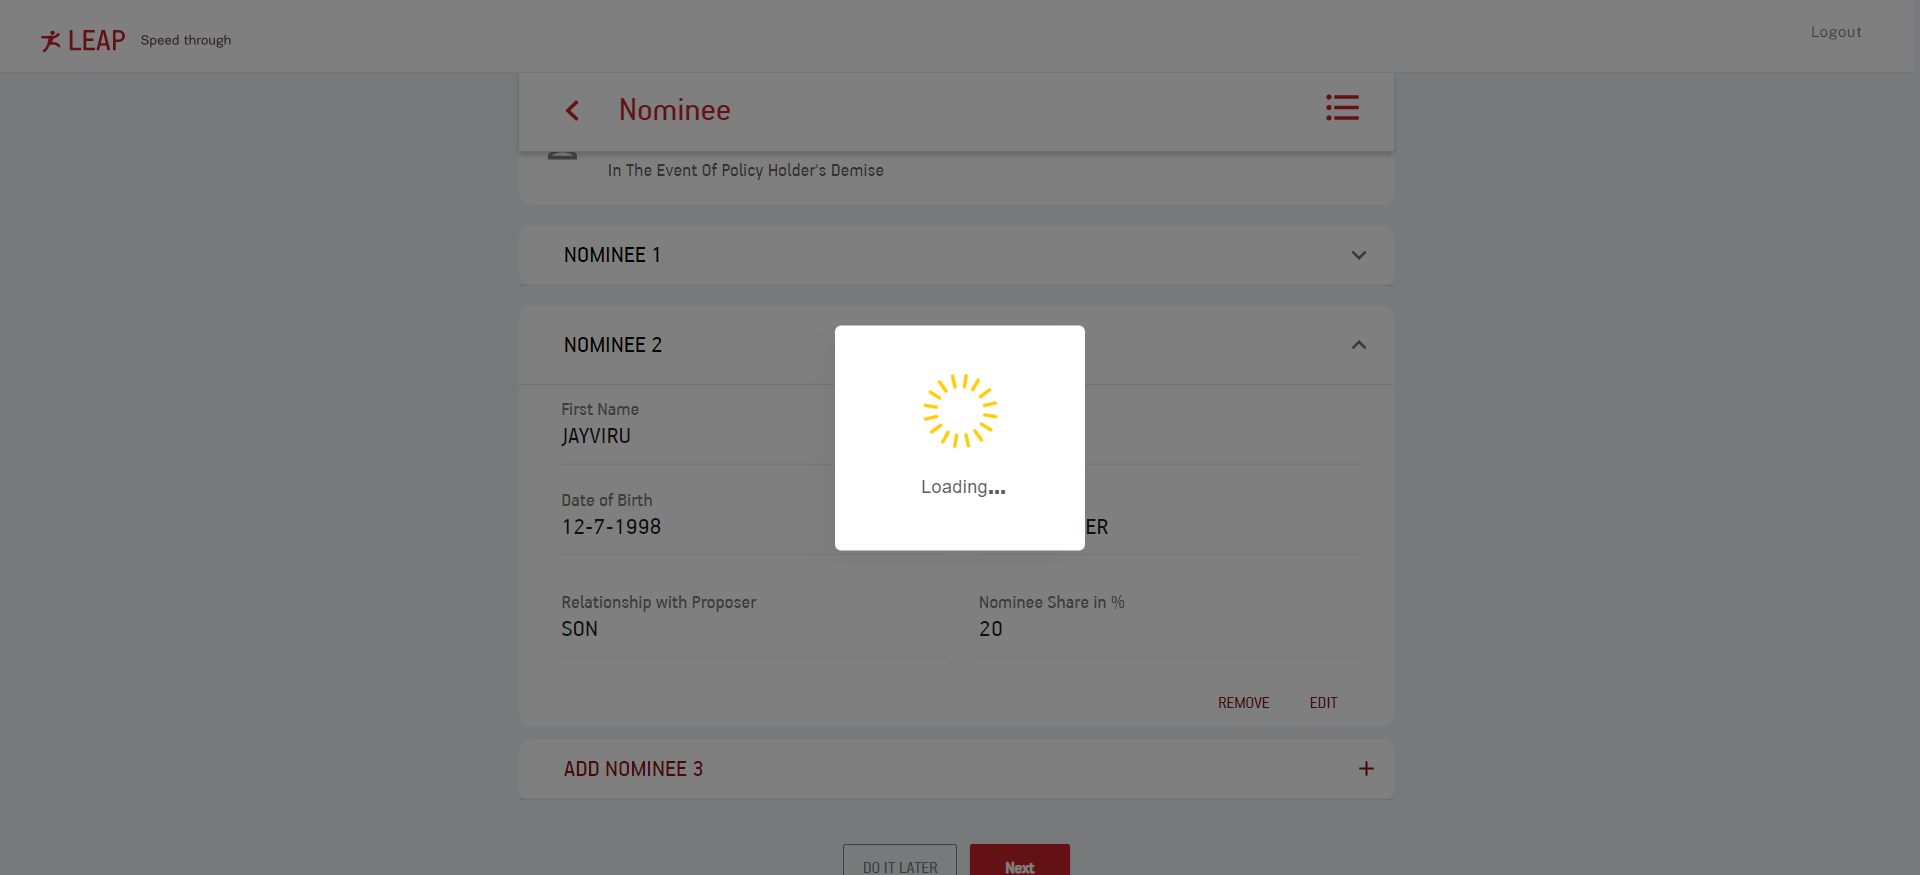 LEAP Speed through
Logout
Nominee
In The Event Of Policy Holder's Demise
NOMINEE 1
NOMINEE 2
First Name
JAYVIRU
Date of Birth
12-7-1998
ER
Loading...
Relationship with Proposer
SON
Nominee Share in %
20
REMOVE EDIT
ADD NOMINEE 3 +
DO IT LATER Next